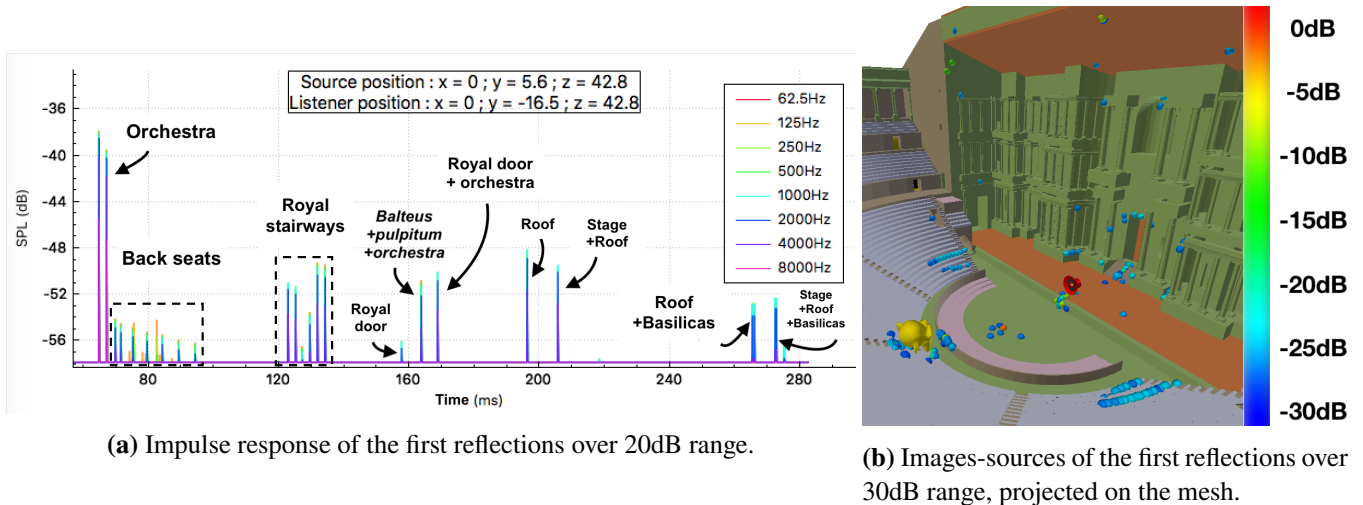 Source position : x = 0 ; y = 5.6 ; z = 42.8
Listener position : x = 0 ; y = -16.5 ; z = 42.8
-36
-40
-44
-48
-52
-56
SPL (dB)
Orchestra
Back seats
Royal
stairways
Balteus
+pulpitum
+orchestra
Royal
door
Royal door
+ orchestra
Roof
Stage
+Roof
Roof
+Basilicas
Stage
+Roof
+Basilicas
62.5Hz
125Hz
250Hz
500Hz
1000Hz
2000Hz
4000Hz
8000Hz
80
120
160
200
240
280
Time (ms)
(a) Impulse response of the first reflections over 20dB range.
0dB
-5dB
-10dB
-15dB
-20dB
-25dB
-30dB
(b) Images-sources of the first reflections over
30dB range, projected on the mesh.